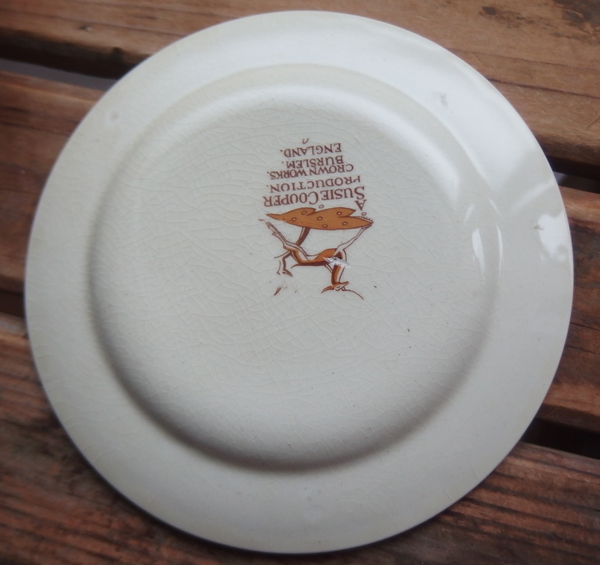 A
SUSIE COOPER
PRODUCTION.
CROWN WORKS.
BURSLEM.
ENGLAND.